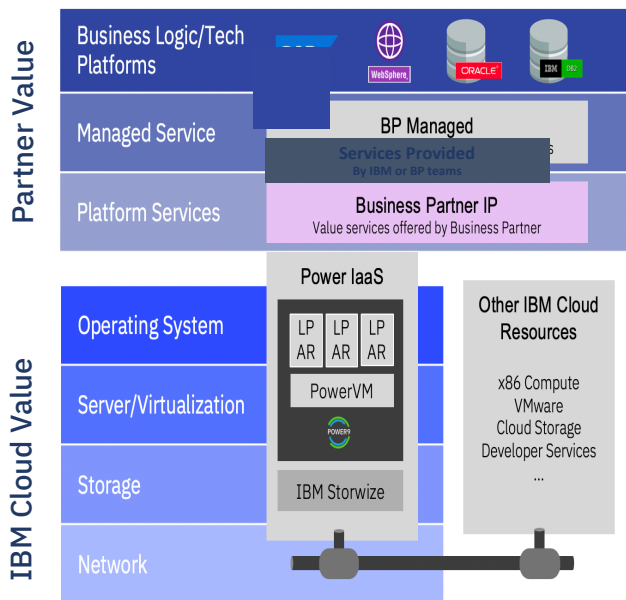 Partner Value
Business Logic/Tech
Platforms
WebSphere
ORACLE
IBM
DB2
Managed Service
BP Managed
s
Services Provided
By IBM or BP teams
Platform Services
Business Partner IP
Value services offered by Business Partner
IBM Cloud Value
Operating System
Server/Virtualization
Storage
Network
Power IaaS
LP LP LP
AR AR AR
PowerVM
POWER9
IBM Storwize
Other IBM Cloud
Resources
x86 Compute
VMware
Cloud Storage
Developer Services
...